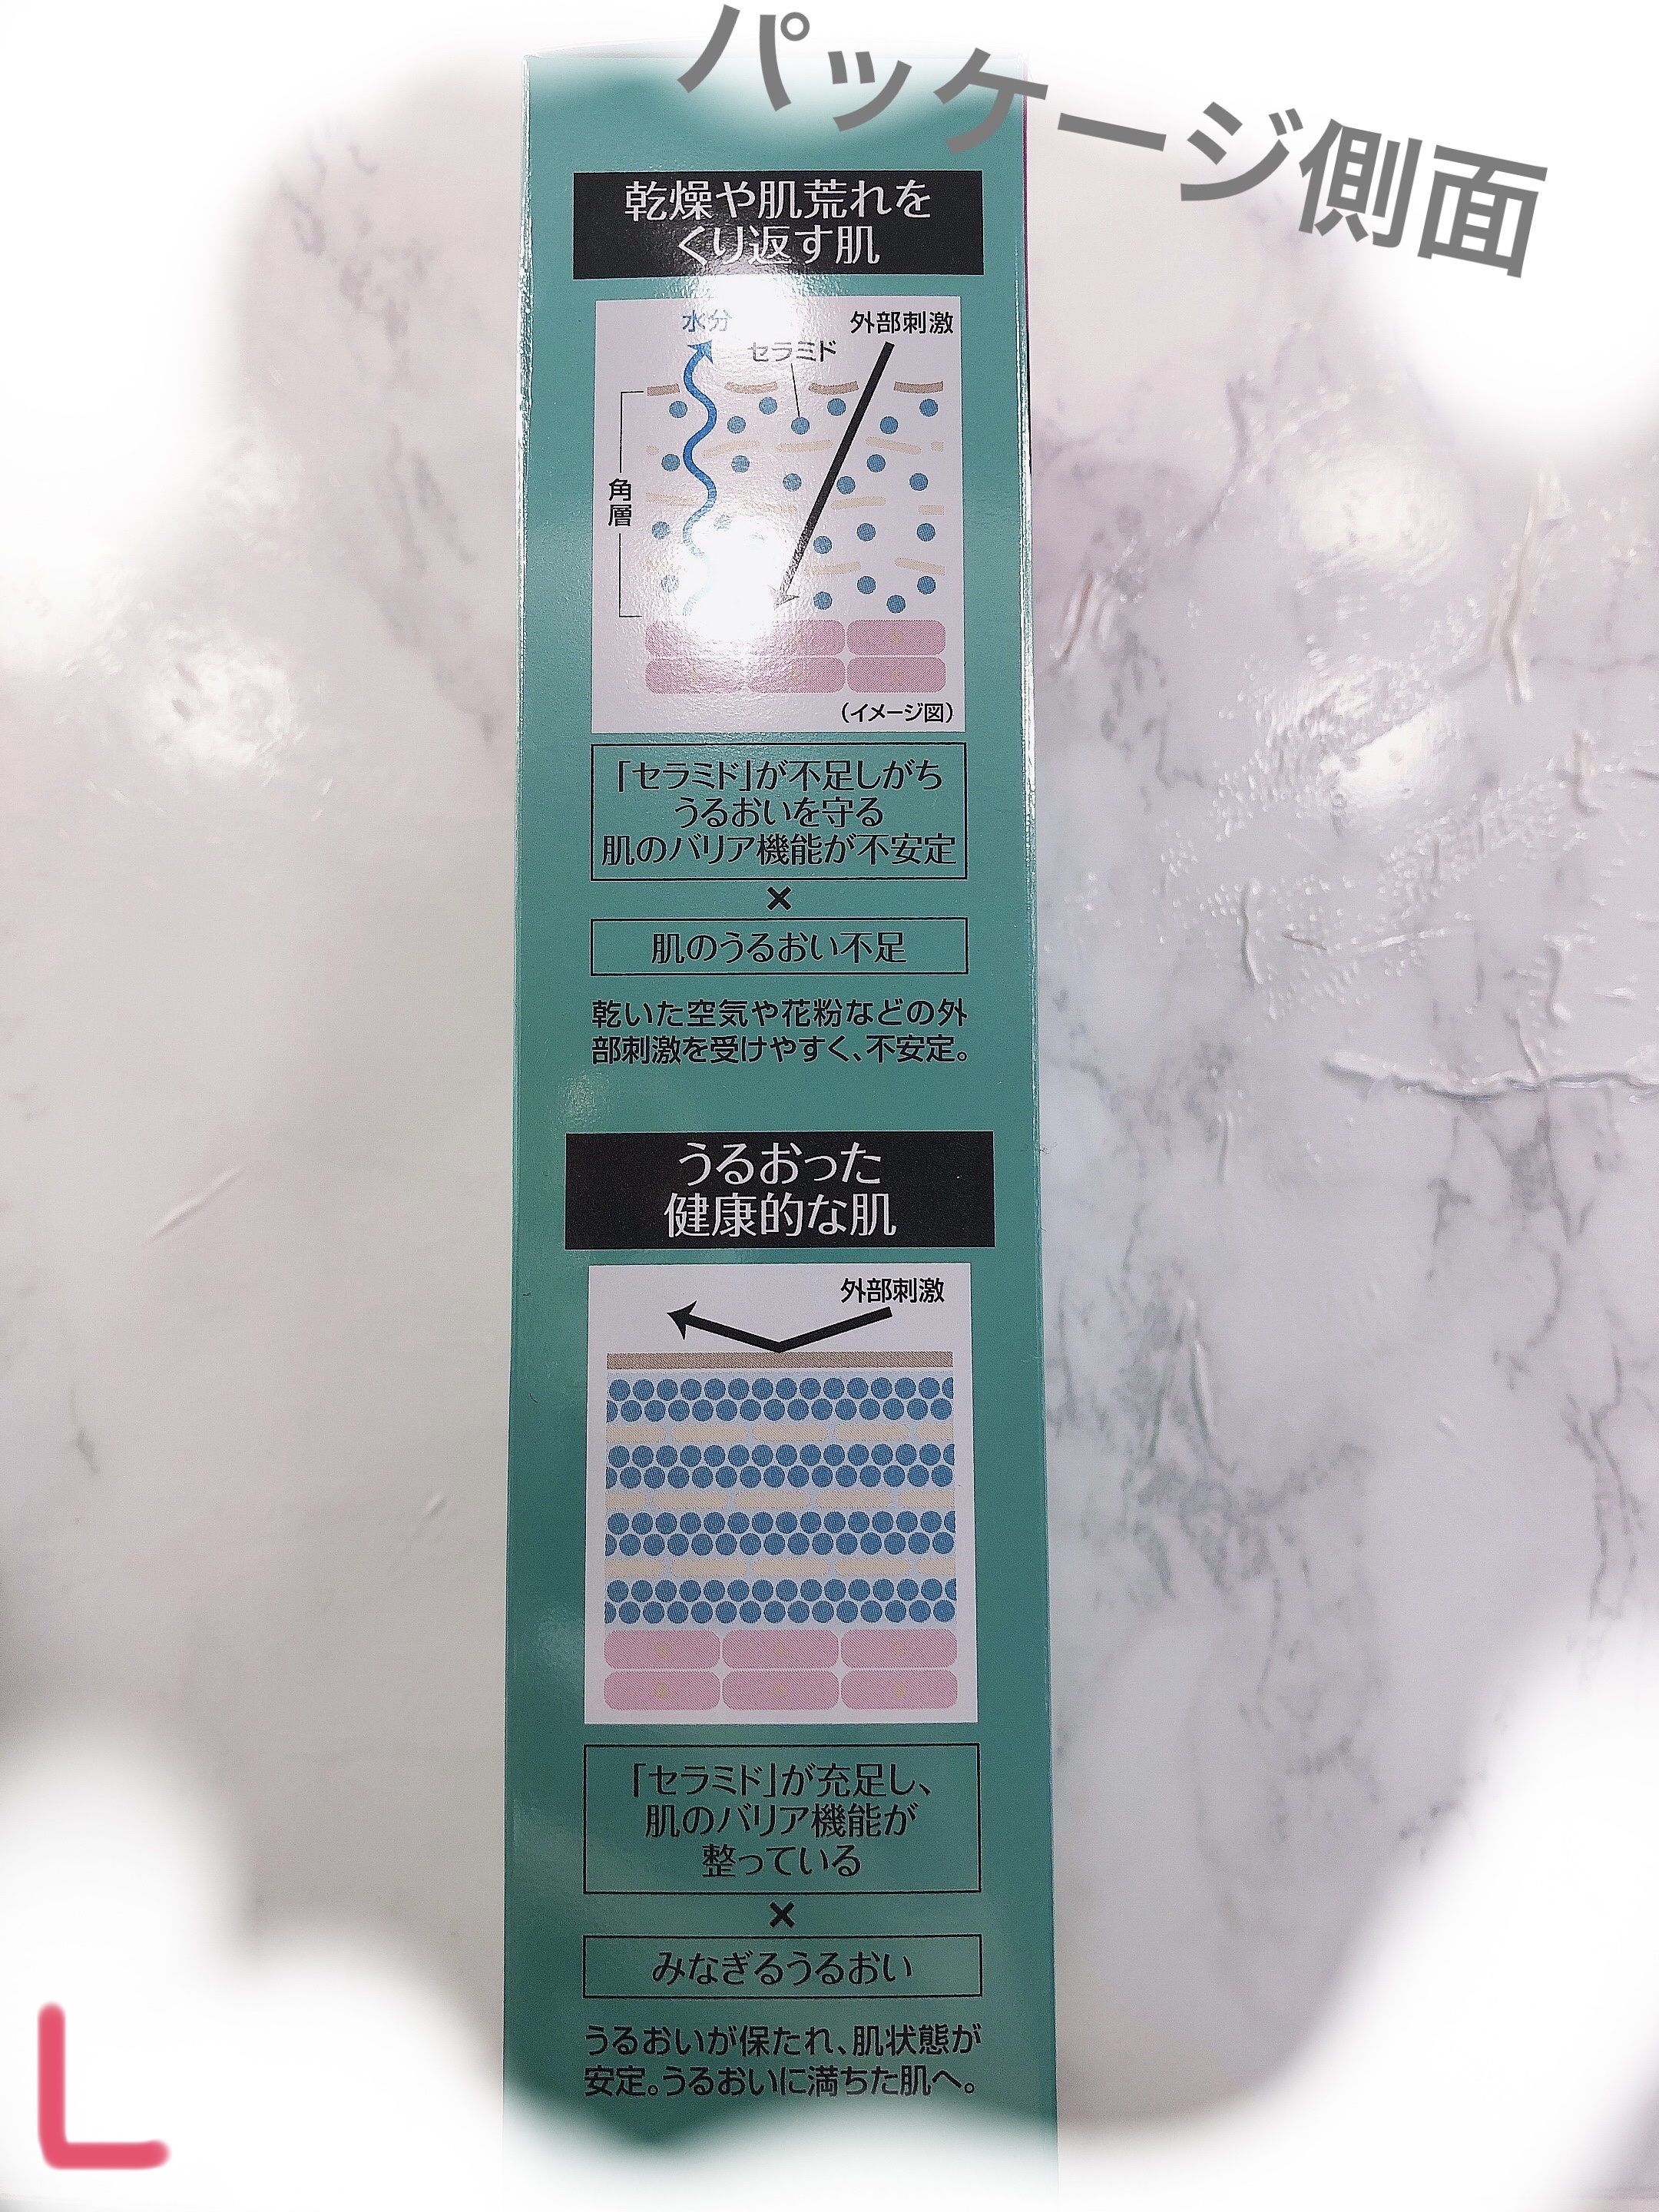 パッケージ側面
乾燥や肌荒れを
くり返す肌
水分
外部刺激
セラミド
角層
(イメージ図)
「セラミド」が不足しがち
うるおいを守る
肌のバリア機能が不安定
×
肌のうるおい不足
乾いた空気や花粉などの外
部刺激を受けやすく、不安定。
うるおった
健康的な肌
外部刺激
「セラミド」が充足し、
肌のバリア機能が
整っている
×
みなぎるうるおい
うるおいが保たれ、肌状態が
安定。うるおいに満ちた肌へ。
L